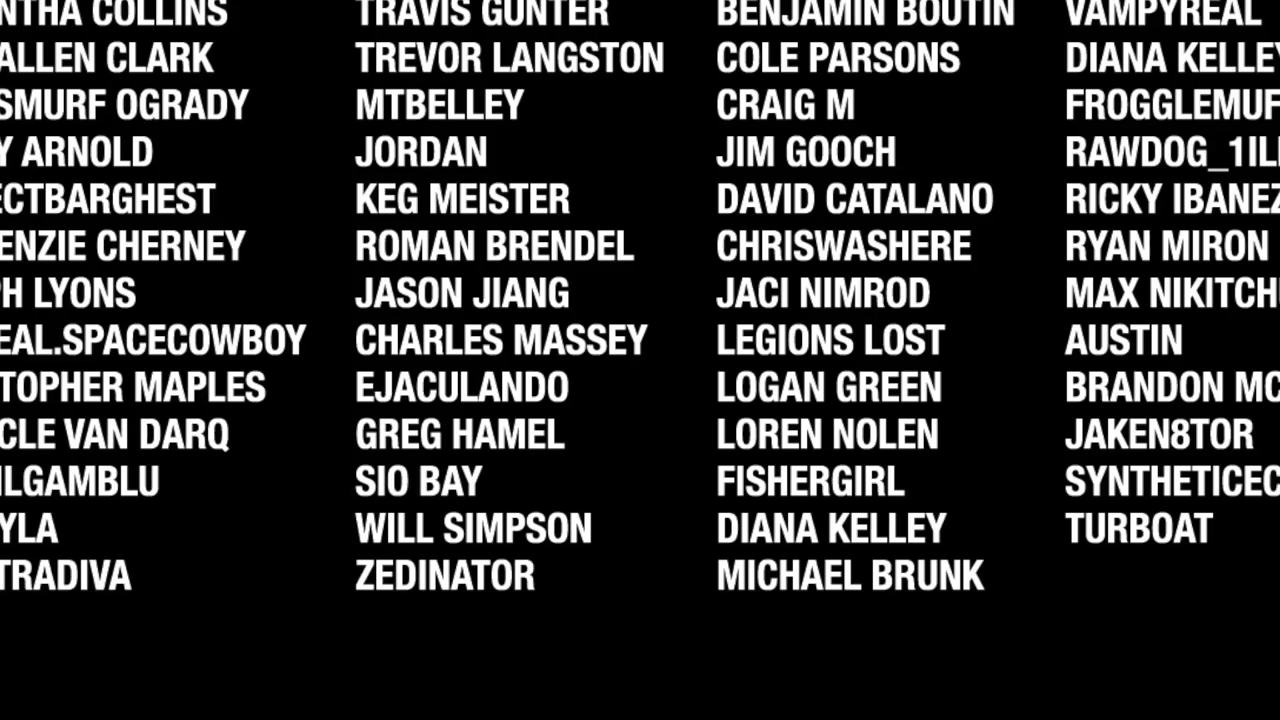 NTHA COLLINS
ALLEN CLARK
SMURF OGRADY
Y ARNOLD
ECTBARGHEST
ENZIE CHERNEY
H LYONS
EAL.SPACECOWBOY
TOPHER MAPLES
CLE VAN DARQ
ILGAMBLU
YLA
TRADIVA
TRAVIS GUNTER
TREVOR LANGSTON
MTBELLEY
JORDAN
KEG MEISTER
ROMAN BRENDEL
JASON JIANG
CHARLES MASSEY
EJACULANDO
GREG HAMEL
SIO BAY
WILL SIMPSON
ZEDINATOR
BENJAMIN BOUTIN
COLE PARSONS
CRAIG M
JIM GOOCH
DAVID CATALANO
CHRISWASHERE
JACI NIMROD
LEGIONS LOST
LOGAN GREEN
LOREN NOLEN
FISHERGIRL
DIANA KELLEY
MICHAEL BRUNK
VAMPYREAL
DIANA KELLEY
FROGGLEMUF
RAWDOG_1ILL
RICKY IBANEZ
RYAN MIRON
MAX NIKITCH
AUSTIN
BRANDON MC
JAKEN8TOR
SYNTHETICEC
TURBOAT